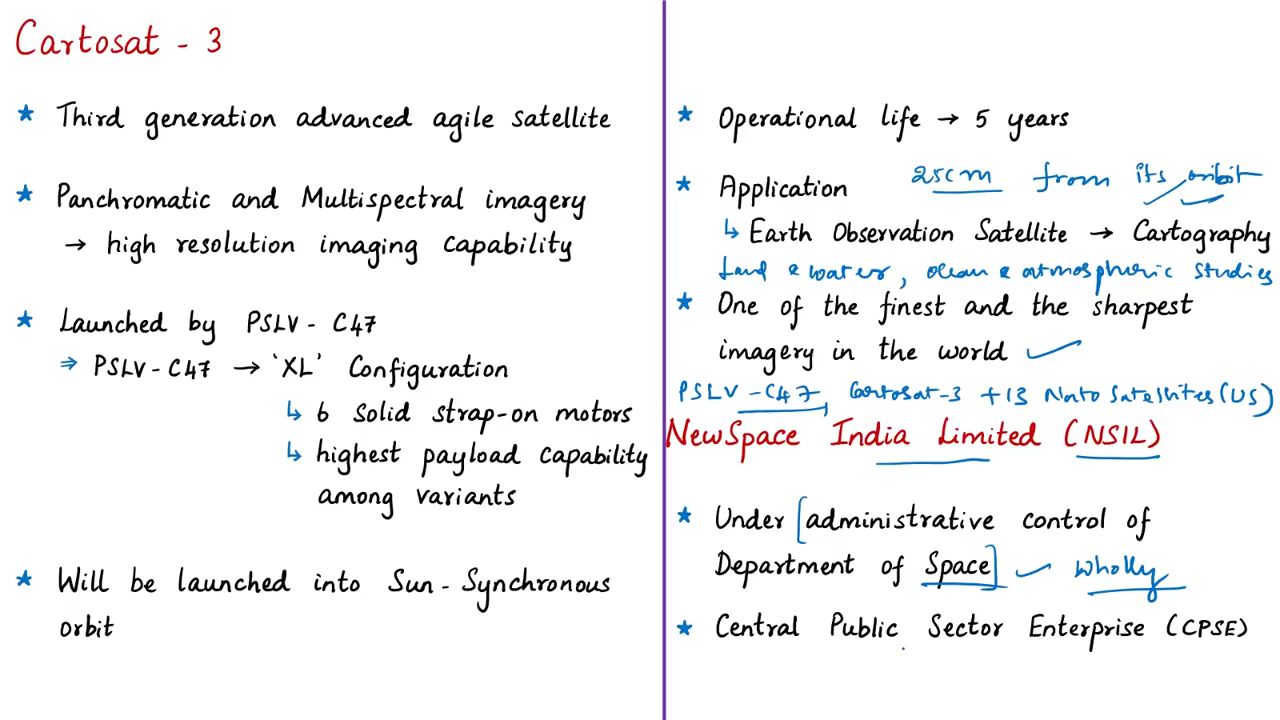 Cartosat - 3
★ Third generation advanced agile satellite
★ Panchromatic and Multispectral imagery
→ high resolution imaging capability
★ Launched by PSLV - C47
⇒ PSLV - C47 → 'XL' Configuration
↳ 6 solid strap-on motors
↳ highest payload capability
among variants
★ Will be launched into Sun - Synchronous
orbit
★ Operational life → 5 years
25cm from its orbit
★ Application
↳ Earth Observation Satellite → Cartography
Land & water, ocean & atmospheric studies
★ One of the finest and the sharpest
imagery in the world ✓
PSLV - C47, Cartosat-3 + 13 Nano Satellites (US)
NewSpace India Limited (NSIL)
★ Under [administrative control of
Department of Space] ✓ wholly
★ Central Public Sector Enterprise (CPSE)